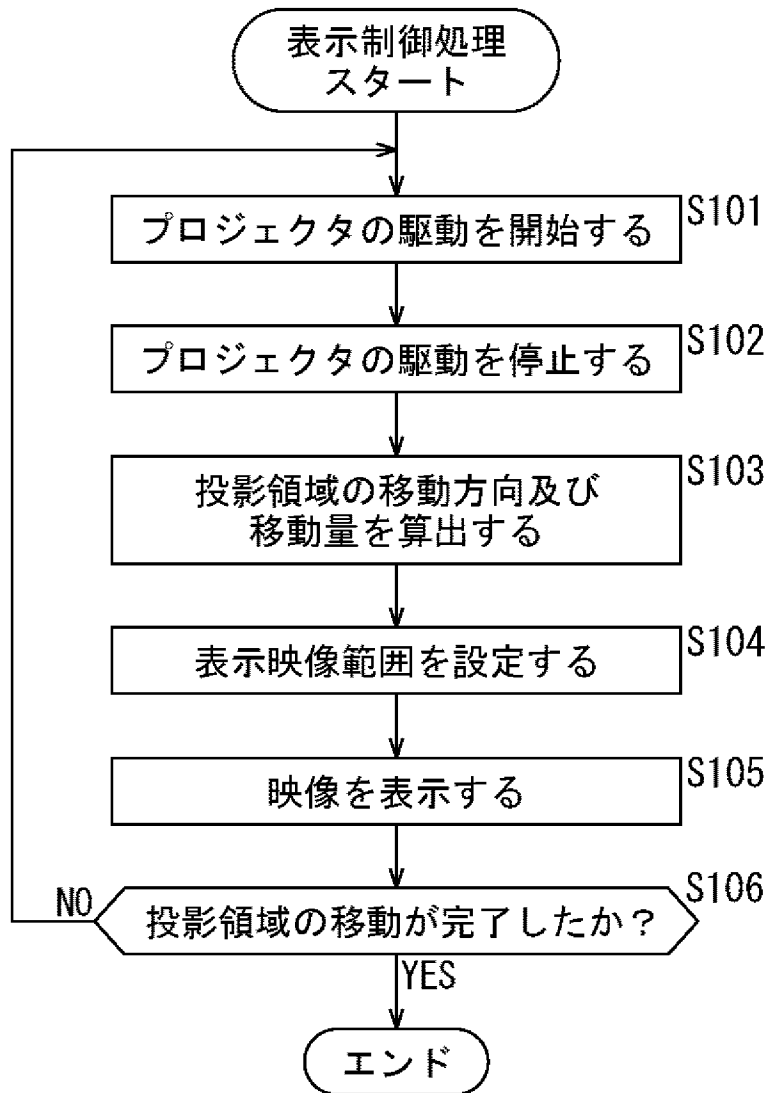 表示制御処理
スタート
プロジェクタの駆動を開始する
S101
プロジェクタの駆動を停止する
S102
投影領域の移動方向及び
移動量を算出する
S103
表示映像範囲を設定する
S104
映像を表示する
S105
投影領域の移動が完了したか？
S106
NO
YES
エンド